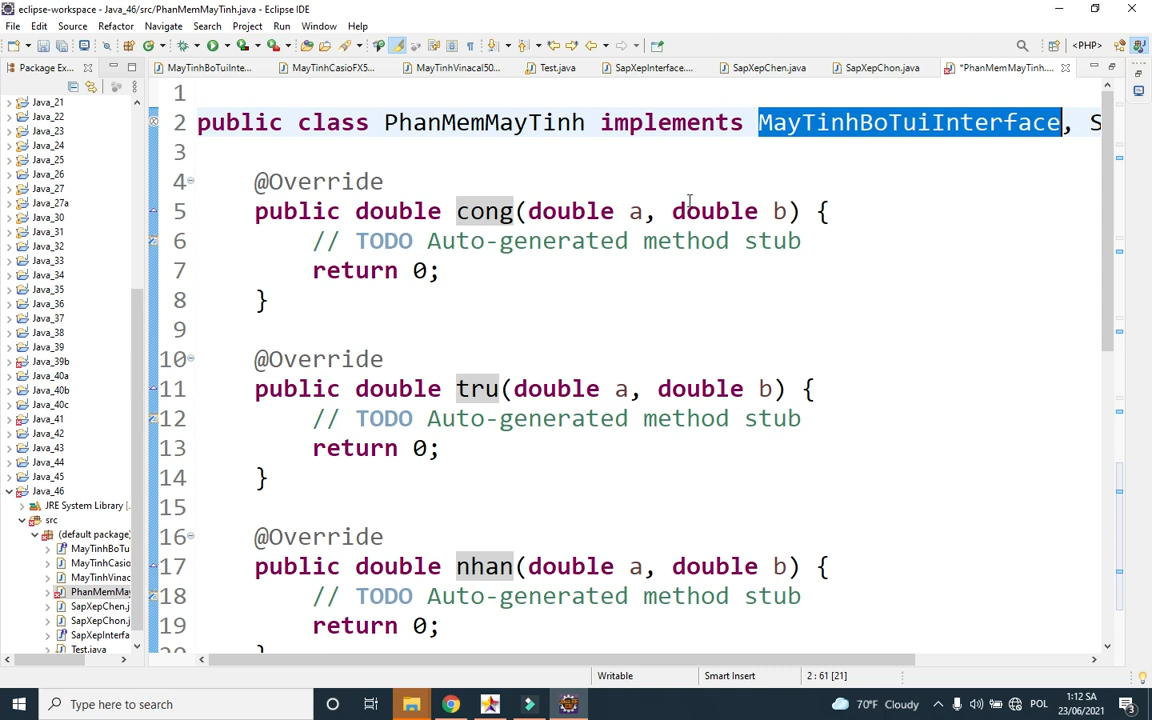 eclipse-workspace - Java_46/src/PhanMemMayTinh.java - Eclipse IDE
File Edit Source Refactor Navigate Search Project Run Window Help
<PHP>
Package Ex...
MayTinhBoTuiInte...
MayTinhCasioFX5...
MayTinhVinacal50...
Test.java
SapXepInterface....
SapXepChen.java
SapXepChon.java
*PhanMemMayTinh....
Java_21
Java_22
Java_23
Java_24
Java_25
Java_26
Java_27
Java_27a
Java_30
Java_31
Java_32
Java_33
Java_34
Java_35
Java_36
Java_37
Java_38
Java_39
Java_39b
Java_40a
Java_40b
Java_40c
Java_41
Java_42
Java_43
Java_44
Java_45
Java_46
JRE System Library [.
src
(default package)
MayTinhBoTu
MayTinhCasio
MayTinhVinac
PhanMemMay
SapXepChen.j
SapXepChon.j
SapXepInterfa
Test.java
1
2 public class PhanMemMayTinh implements MayTinhBoTuiInterface, S
3
4 @Override
5 public double cong(double a, double b) {
6 // TODO Auto-generated method stub
7 return 0;
8 }
9
10 @Override
11 public double tru(double a, double b) {
12 // TODO Auto-generated method stub
13 return 0;
14 }
15
16 @Override
17 public double nhan(double a, double b) {
18 // TODO Auto-generated method stub
19 return 0;
20 }
Writable Smart Insert 2 : 61 [21]
Type here to search
70°F Cloudy
POL
1:12 SA
23/06/2021
3